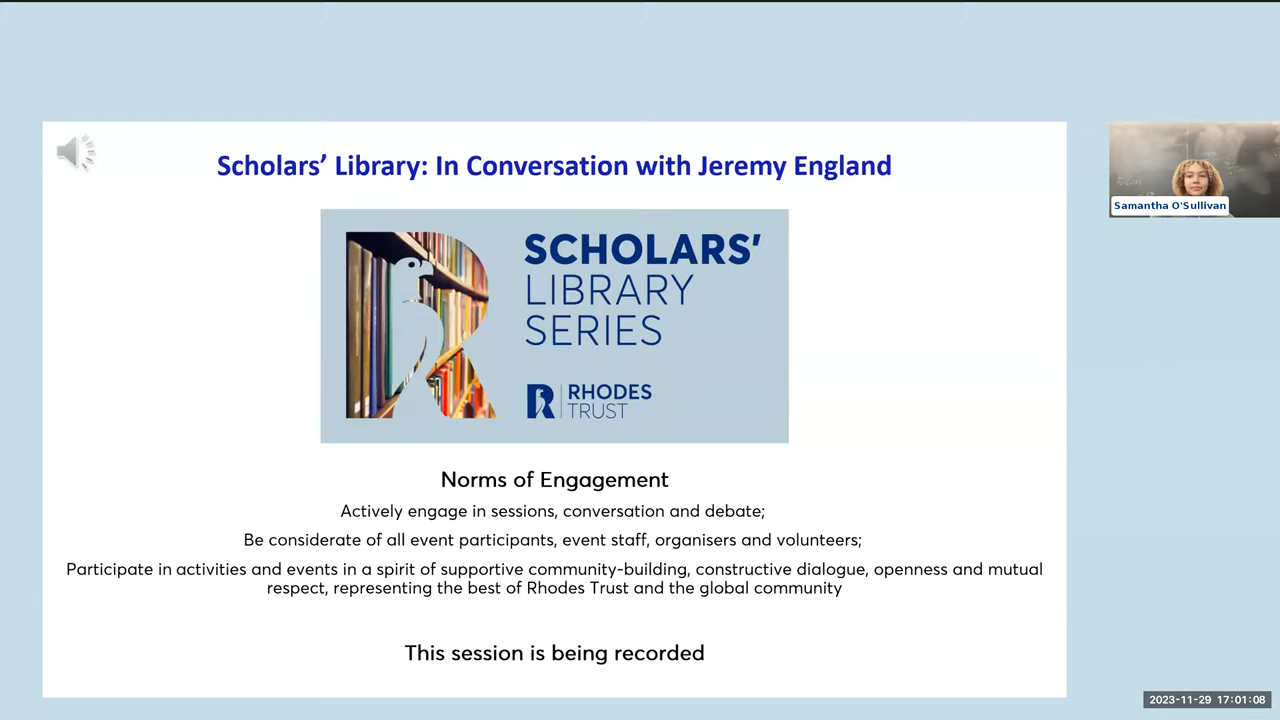 Scholars’ Library: In Conversation with Jeremy England
SCHOLARS’
LIBRARY
SERIES
RHODES
TRUST
Norms of Engagement
Actively engage in sessions, conversation and debate;
Be considerate of all event participants, event staff, organisers and volunteers;
Participate in activities and events in a spirit of supportive community-building, constructive dialogue, openness and mutual
respect, representing the best of Rhodes Trust and the global community
This session is being recorded
Samantha O'Sullivan
2023-11-29 17:01:08